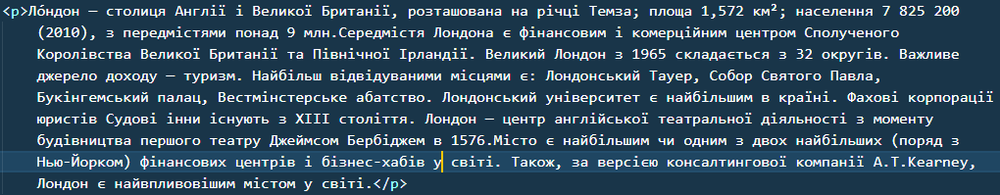 <p>Ло́ндон — столиця Англії і Великої Британії, розташована на річці Темза; площа 1,572 км²; населення 7 825 200
(2010), з передмістями понад 9 млн.Середмістя Лондона є фінансовим і комерційним центром Сполученого
Королівства Великої Британії та Північної Ірландії. Великий Лондон з 1965 складається з 32 округів. Важливе
джерело доходу — туризм. Найбільш відвідуваними місцями є: Лондонський Тауер, Собор Святого Павла,
Букінгемський палац, Вестмінстерське абатство. Лондонський університет є найбільшим в країні. Фахові корпорації
юристів Судові інни існують з XIII століття. Лондон — центр англійської театральної діяльності з моменту
будівництва першого театру Джеймсом Бербіджем в 1576.Місто є найбільшим чи одним з двох найбільших (поряд з
Нью-Йорком) фінансових центрів і бізнес-хабів у світі. Також, за версією консалтингової компанії A.T.Kearney,
Лондон є найвпливовішим містом у світі.</p>